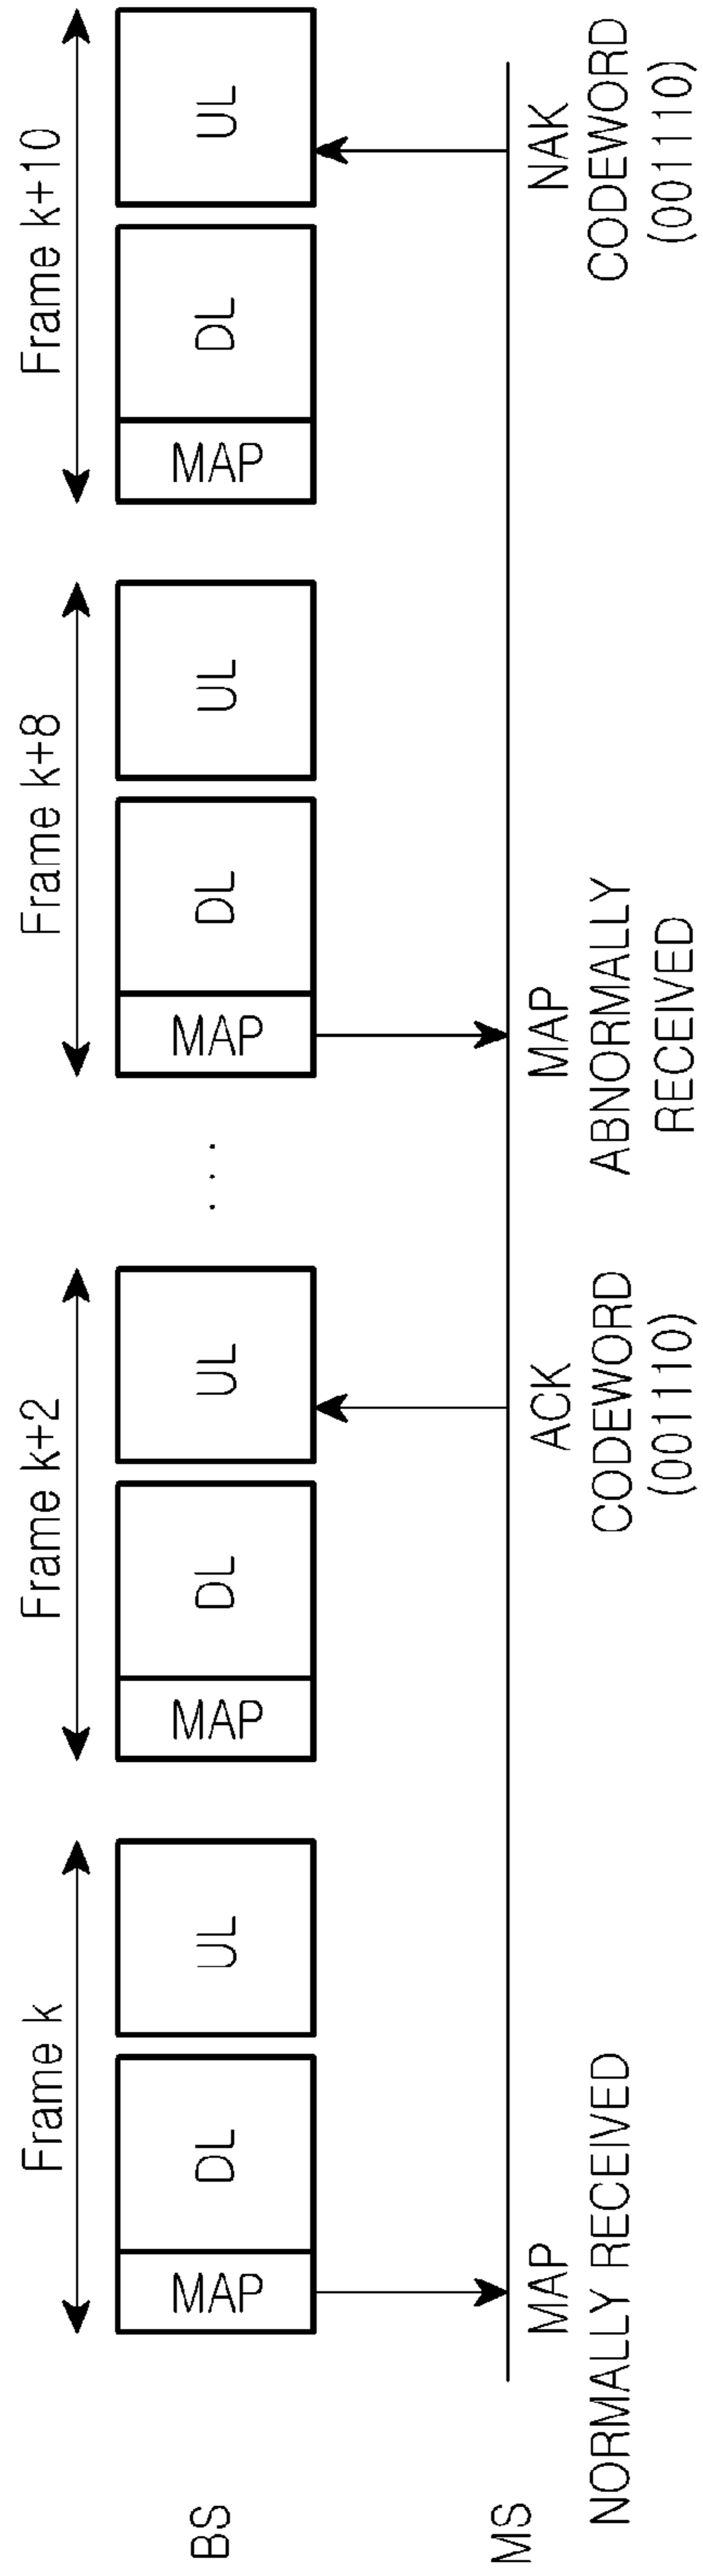 Frame k
Frame k+2
Frame k+8
Frame k+10
BS
MAP
DL
UL
MAP
DL
UL
...
MAP
DL
UL
MAP
DL
UL
MS
MAP
NORMALLY RECEIVED
ACK
CODEWORD
(001110)
MAP
ABNORMALLY
RECEIVED
NAK
CODEWORD
(001110)